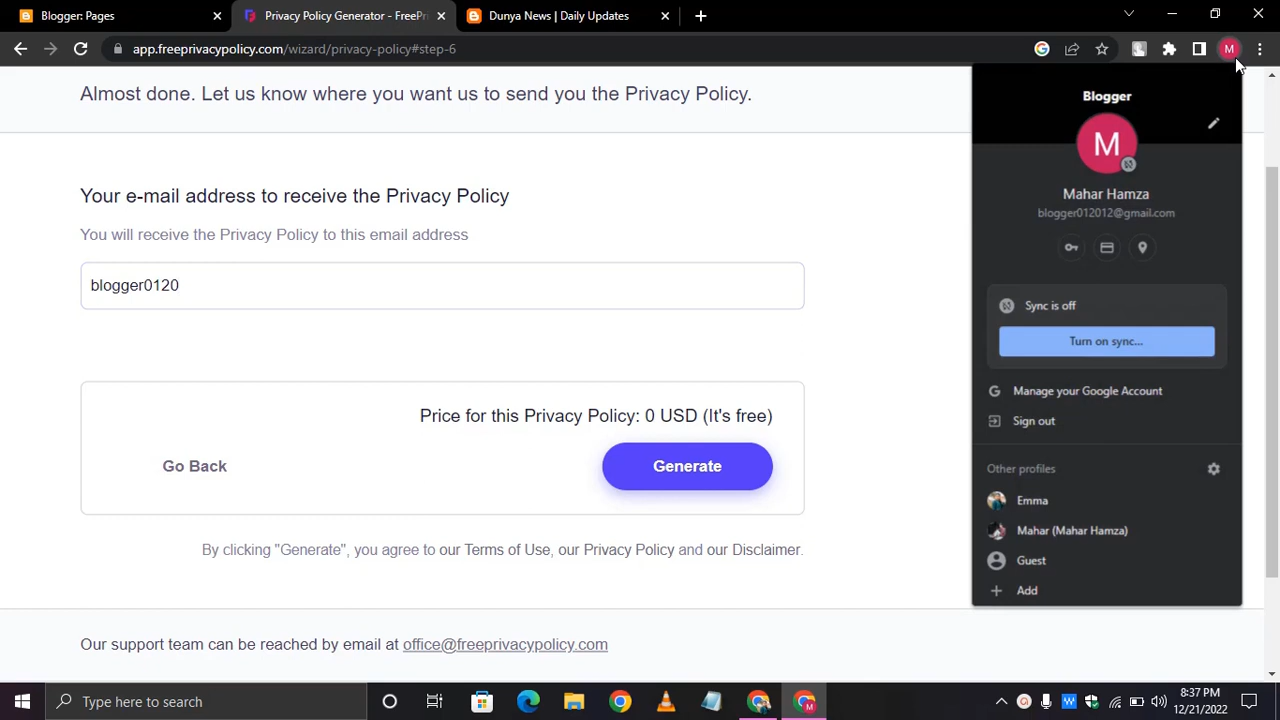 Blogger: Pages
Privacy Policy Generator - FreePri
Dunya News | Daily Updates
app.freeprivacypolicy.com/wizard/privacy-policy#step-6
M
Almost done. Let us know where you want us to send you the Privacy Policy.
Your e-mail address to receive the Privacy Policy
You will receive the Privacy Policy to this email address
blogger0120
Price for this Privacy Policy: 0 USD (It's free)
Go Back
Generate
By clicking "Generate", you agree to our Terms of Use, our Privacy Policy and our Disclaimer.
Our support team can be reached by email at office@freeprivacypolicy.com
Blogger
M
Mahar Hamza
blogger012012@gmail.com
Sync is off
Turn on sync...
Manage your Google Account
Sign out
Other profiles
Emma
Mahar (Mahar Hamza)
Guest
Add
Type here to search
8:37 PM
12/21/2022